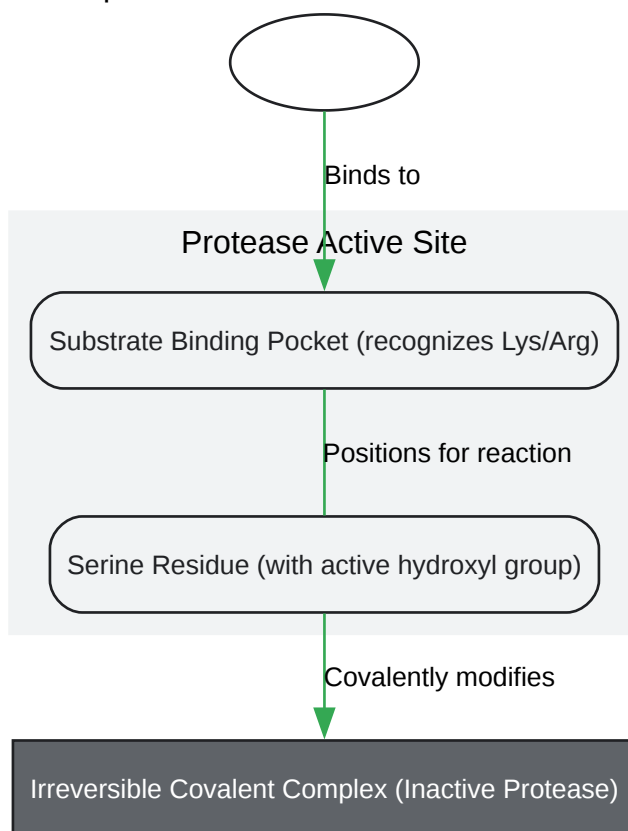 Binds to
Protease Active Site
Substrate Binding Pocket (recognizes Lys/Arg)
Positions for reaction
Serine Residue (with active hydroxyl group)
Covalently modifies
Irreversible Covalent Complex (Inactive Protease)